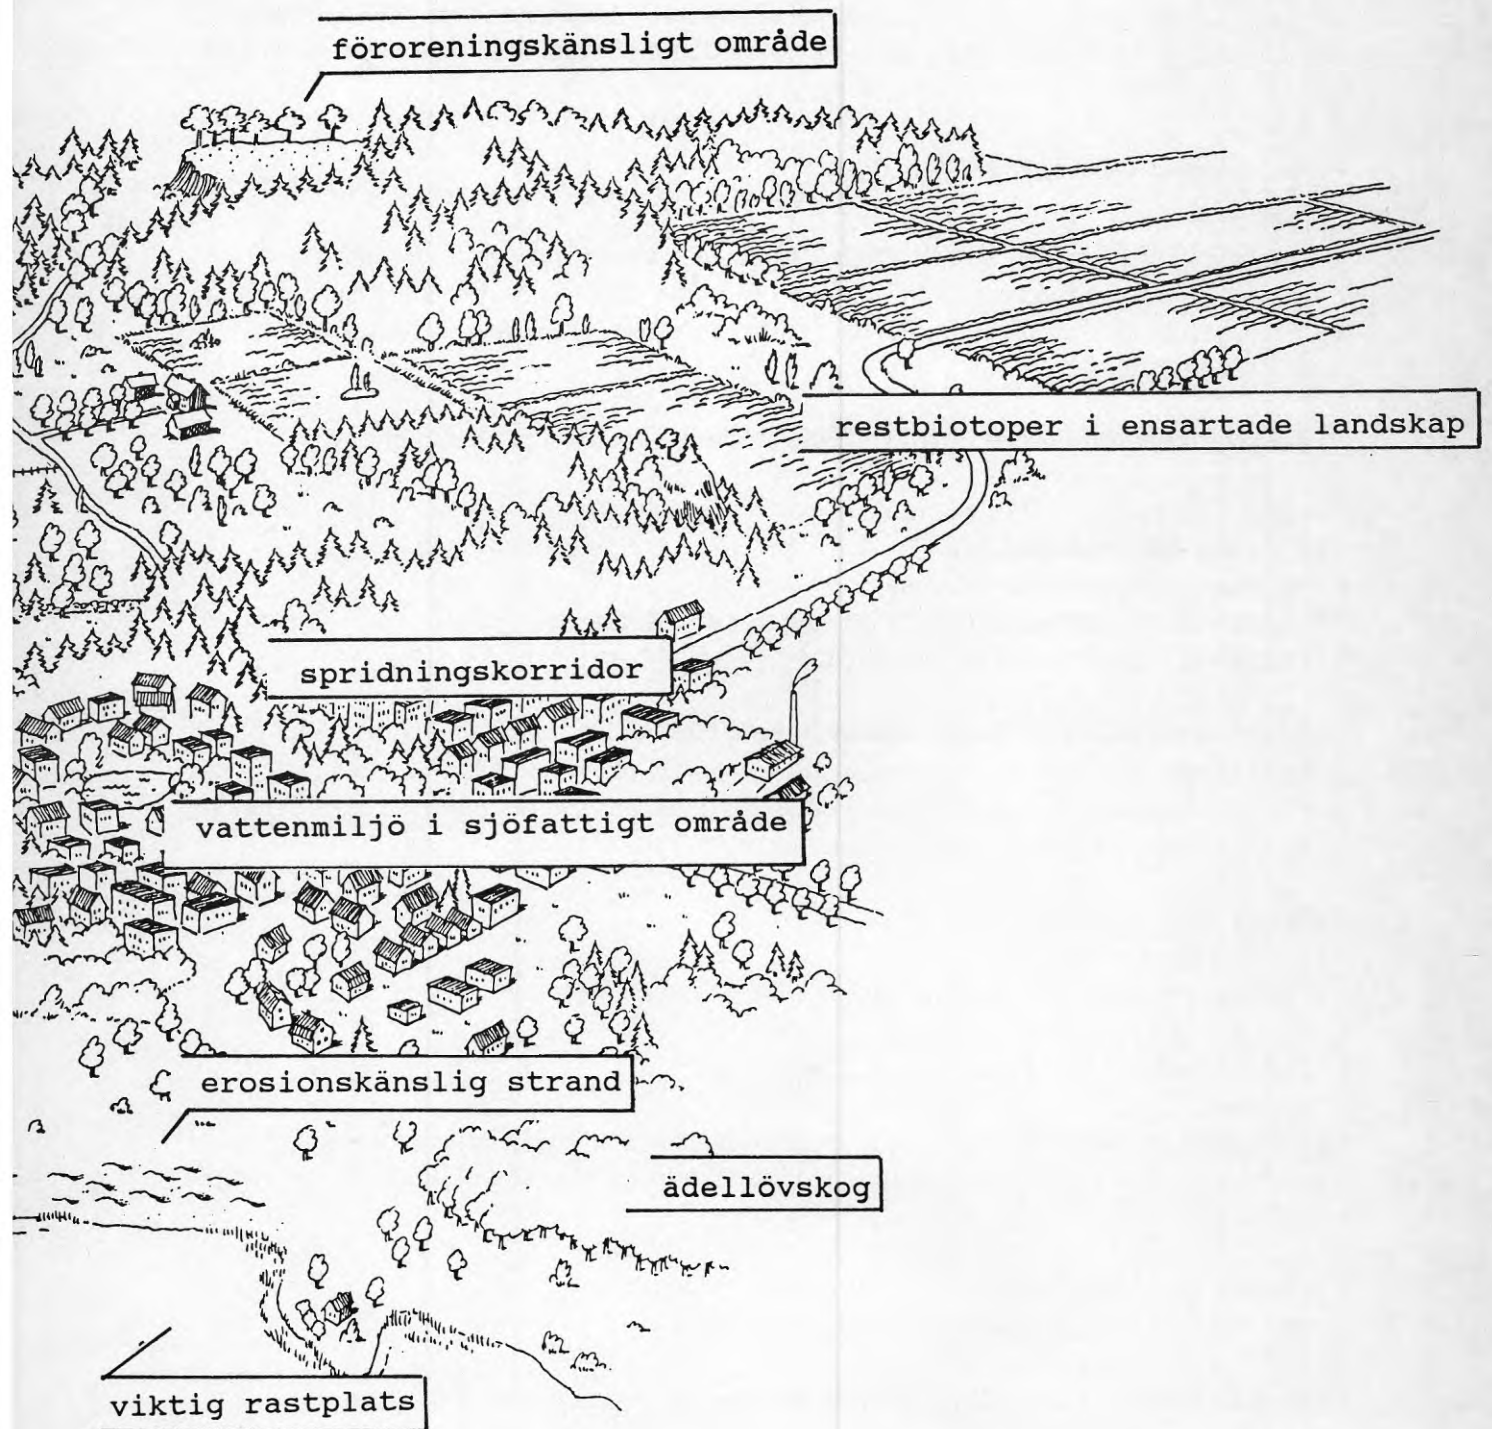 föroreningskänsligt område
restbiotoper i ensartade landskap
spridningskorridor
vattenmiljö i sjöfattigt område
erosionskänslig strand
ädellövskog
viktig rastplats